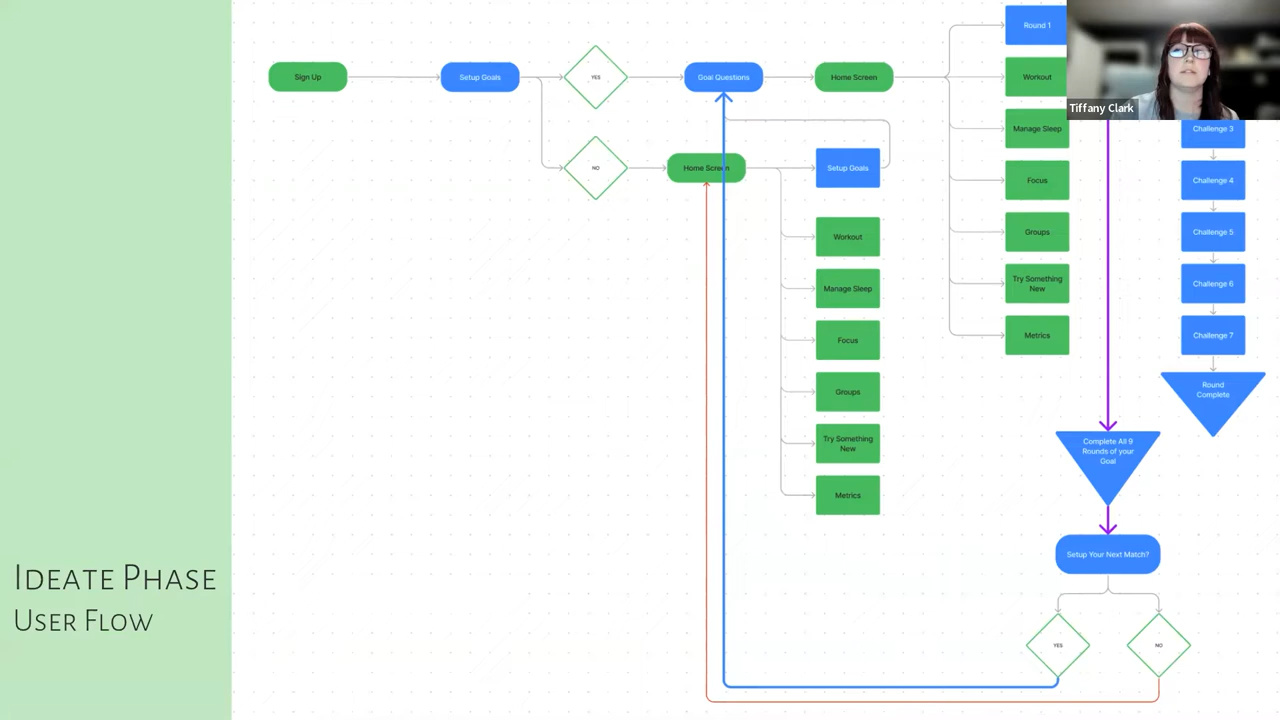 Sign Up
Setup Goals
YES
Goal Questions
Home Screen
Round 1
Workout
Manage Sleep
Focus
Groups
Try Something
New
Metrics
Tiffany Clark
Challenge 3
Challenge 4
Challenge 5
Challenge 6
Challenge 7
Round
Complete
NO
Home Screen
Setup Goals
Workout
Manage Sleep
Focus
Groups
Try Something
New
Metrics
Complete All 9
Rounds of your
Goal
Setup Your Next Match?
YES
NO
Ideate Phase
User Flow